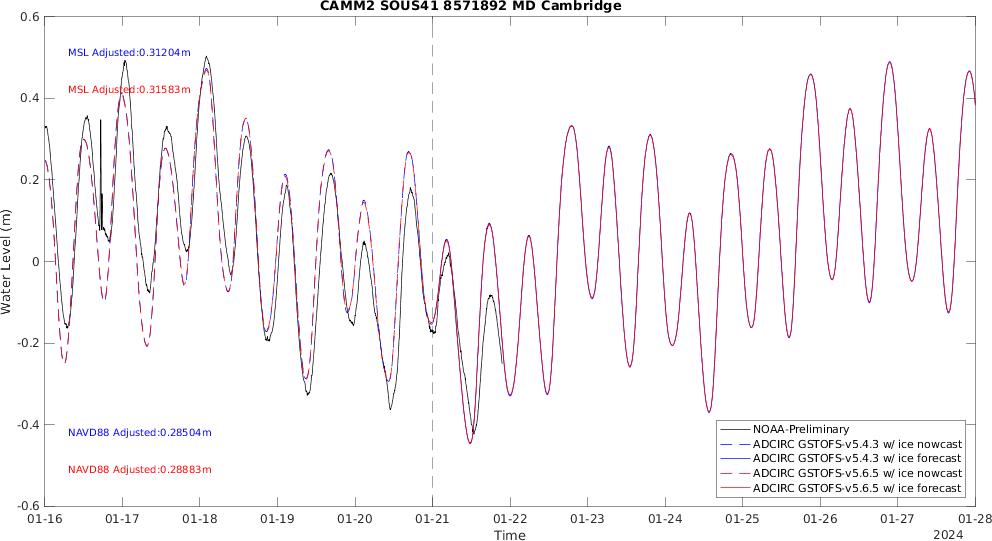 CAMM2 SOUS41 8571892 MD Cambridge
0.6
MSL Adjusted:0.31204m
MSL Adjusted:0.31583m
0.4
0.2
Water Level (m)
0
-0.2
-0.4
NAVD88 Adjusted:0.28504m
NAVD88 Adjusted:0.28883m
-0.6
NOAA-Preliminary
ADCIRC GSTOFS-v5.4.3 w/ ice nowcast
ADCIRC GSTOFS-v5.4.3 w/ ice forecast
ADCIRC GSTOFS-v5.6.5 w/ ice nowcast
ADCIRC GSTOFS-v5.6.5 w/ ice forecast
01-16 01-17 01-18 01-19 01-20 01-21 01-22 01-23 01-24 01-25 01-26 01-27 01-28
Time
2024